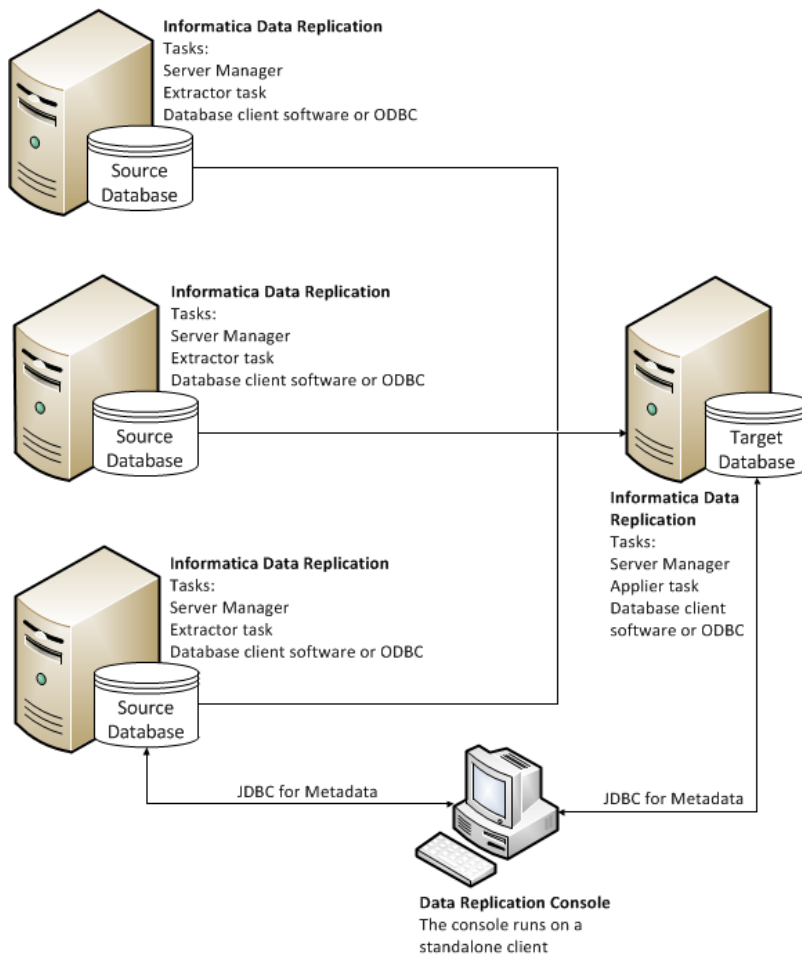 Informatica Data Replication
Tasks:
Server Manager
Extractor task
Database client software or ODBC
Source
Database
Informatica Data Replication
Tasks:
Server Manager
Extractor task
Database client software or ODBC
Source
Database
Target
Database
Informatica Data
Replication
Tasks:
Server Manager
Applier task
Database client
software or ODBC
Informatica Data Replication
Tasks:
Server Manager
Extractor task
Database client software or ODBC
Source
Database
JDBC for Metadata
JDBC for Metadata
Data Replication Console
The console runs on a
standalone client